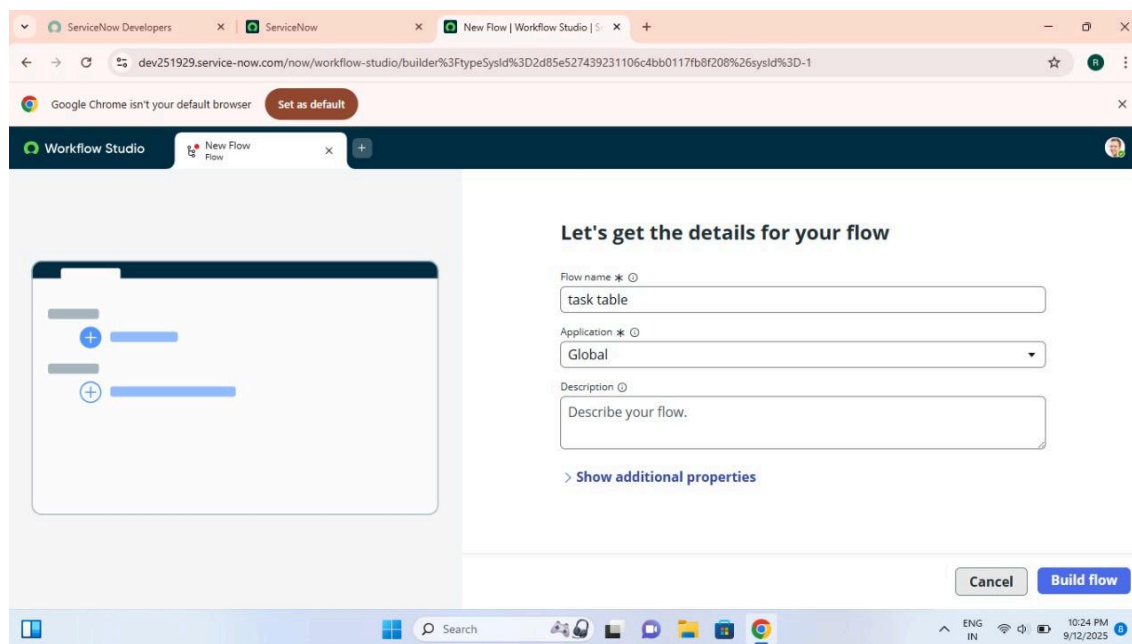 ServiceNow Developers
ServiceNow
New Flow | Workflow Studio | S
dev251929.service-now.com/now/workflow-studio/builder%3FtypeSysId%3D2d85e527439231106c4bb0117fb8f208%26sysId%3D-1
R
Google Chrome isn't your default browser
Set as default
Workflow Studio
New Flow
Flow
Let's get the details for your flow
Flow name *
task table
Application *
Global
Description
Describe your flow.
Show additional properties
Cancel
Build flow
Search
ENG
IN
10:24 PM
9/12/2025